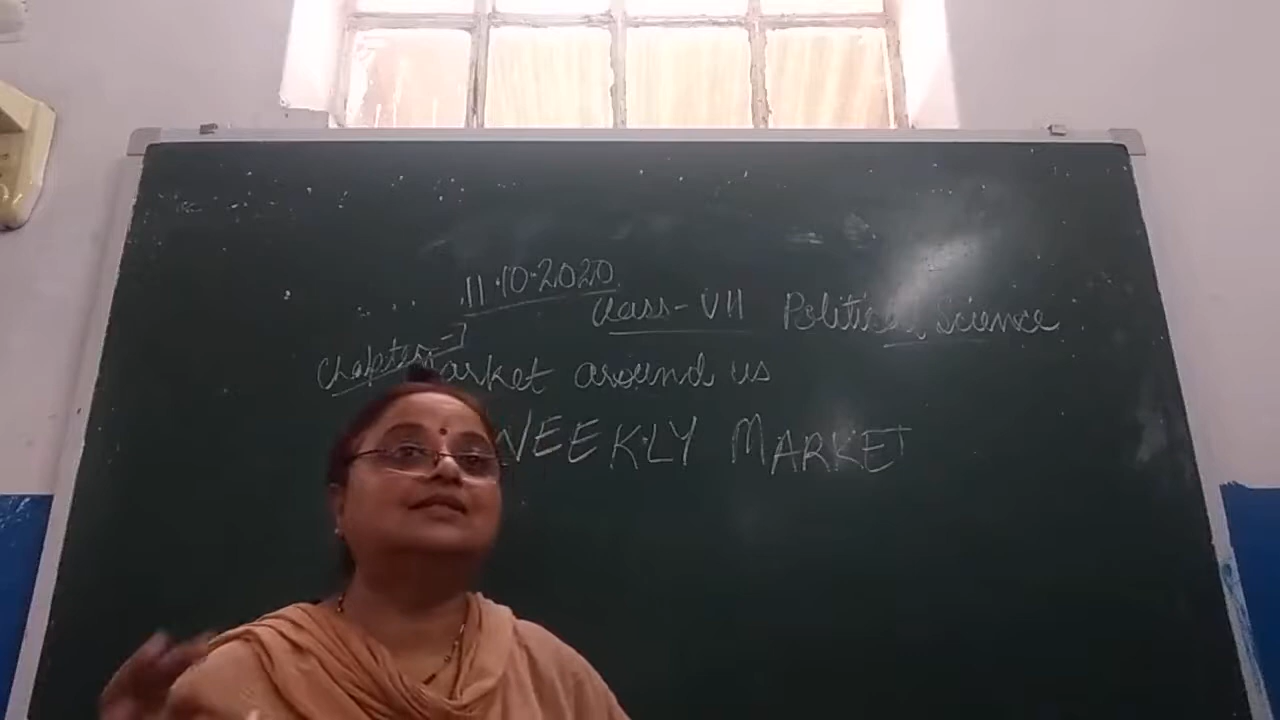 11.10.2020
Class-VII Political Science
Chapter-7
Market around us
WEEKLY MARKET